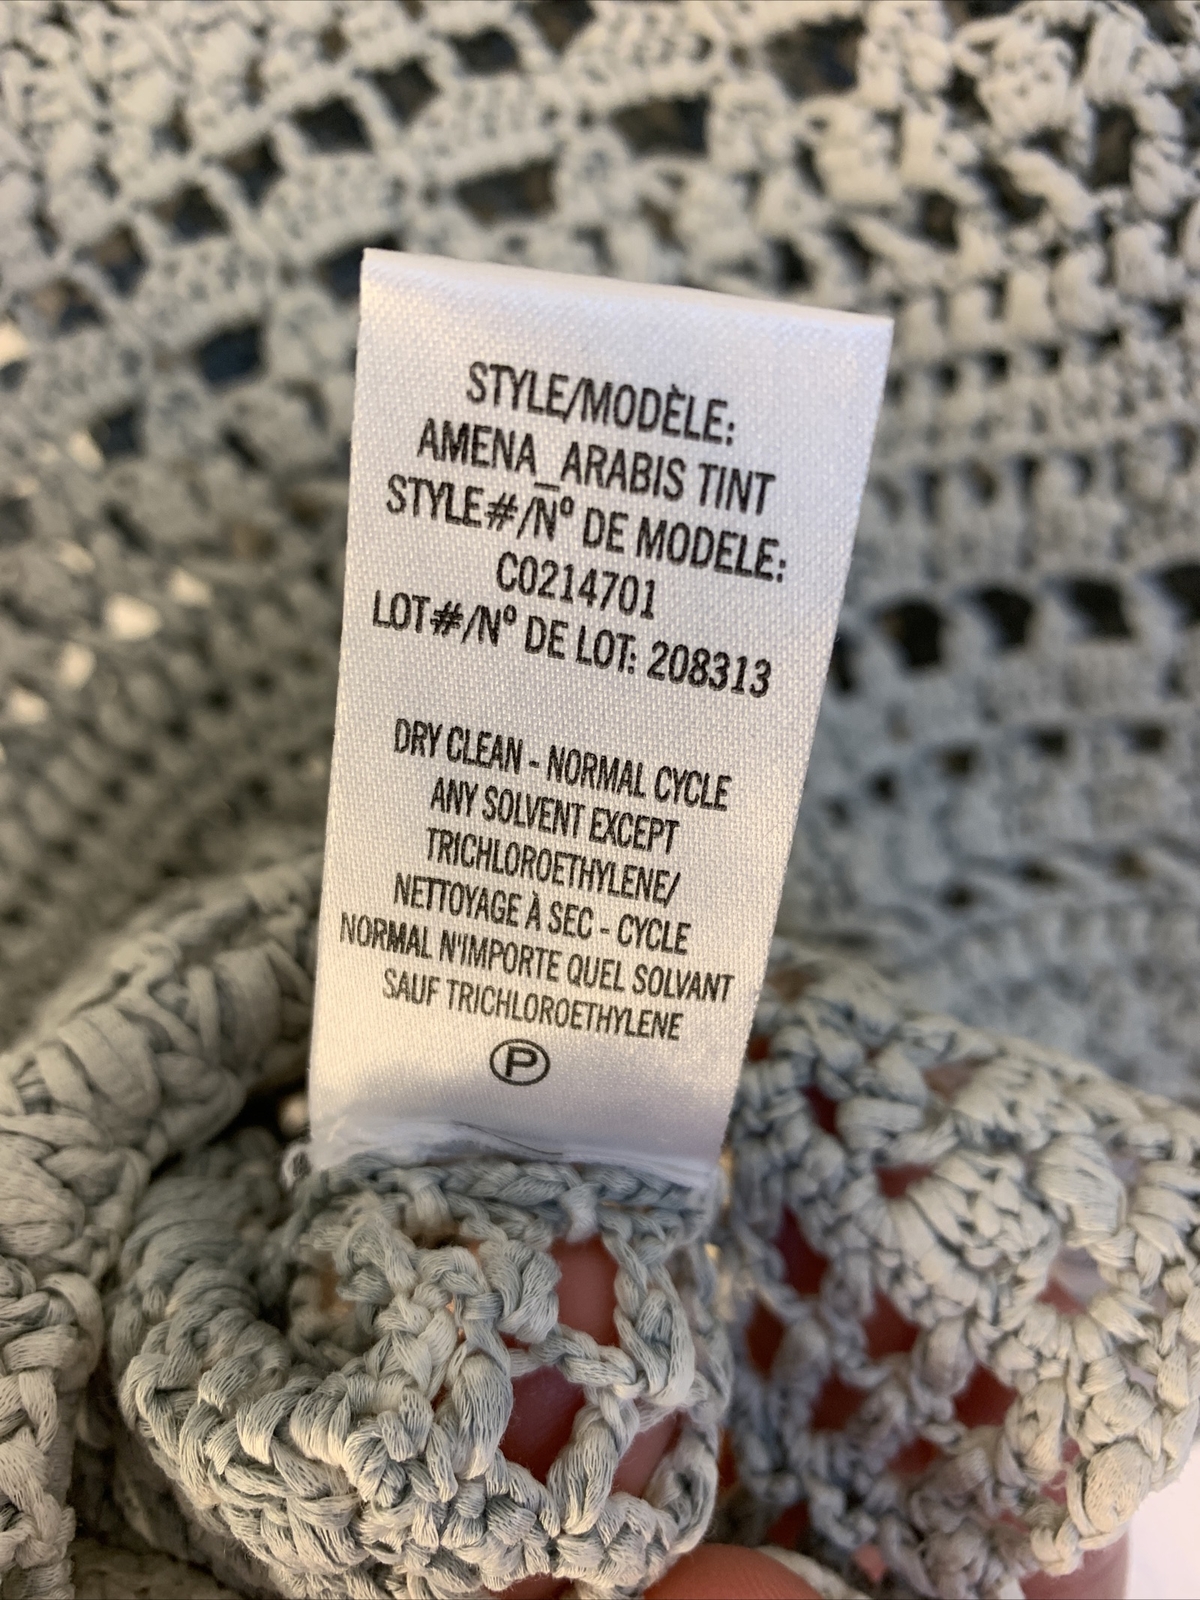 STYLE/MODÈLE:
AMENA_ARABIS TINT
STYLE#/Nº DE MODELE:
C0214701
LOT#/Nº DE LOT: 208313
DRY CLEAN - NORMAL CYCLE
ANY SOLVENT EXCEPT
TRICHLOROETHYLENE/
NETTOYAGE À SEC - CYCLE
NORMAL N'IMPORTE QUEL SOLVANT
SAUF TRICHLOROETHYLENE
P